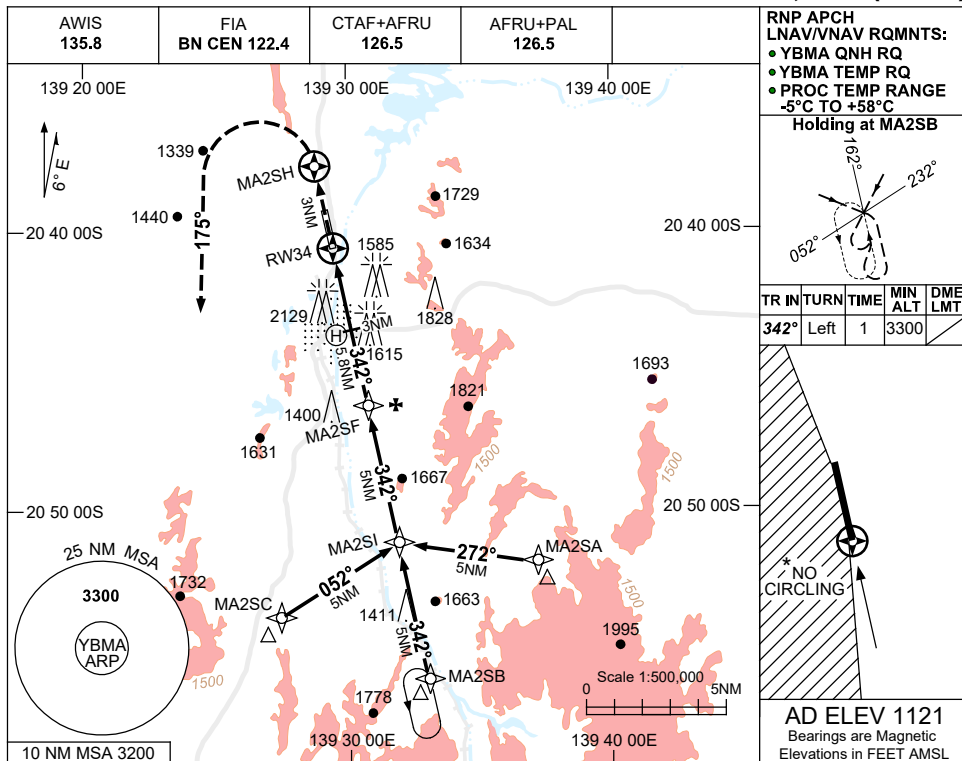 AWIS
135.8
FIA
BN CEN 122.4
CTAF+AFRU
126.5
AFRU+PAL
126.5
RNP APCH
LNAV/VNAV RQMNTS:
• YBMA QNH RQ
• YBMA TEMP RQ
• PROC TEMP RANGE
-5°C TO +58°C
139 20 00E
139 30 00E
139 40 00E
Holding at MA2SB
162°
232°
052°
6° E
1339
MA2SH
1729
1440
175°
3NM
20 40 00S
RW34
1634
20 40 00S
1585
2129
1828
H
3NM
1615
342°
5.8NM
TR IN
TURN
TIME
MIN ALT
DME LMT
342°
Left
1
3300
1693
1821
1400
MA2SF
1631
1500
1500
342°
5NM
1667
20 50 00S
20 50 00S
MA2SI
272°
5NM
MA2SA
25 NM MSA
1732
3300
052°
5NM
MA2SC
YBMA
ARP
1411
1663
342°
5NM
1500
1995
1500
MA2SB
1778
Scale 1:500,000
0
5NM
*NO
CIRCLING
10 NM MSA 3200
139 30 00E
139 40 00E
AD ELEV 1121
Bearings are Magnetic
Elevations in FEET AMSL